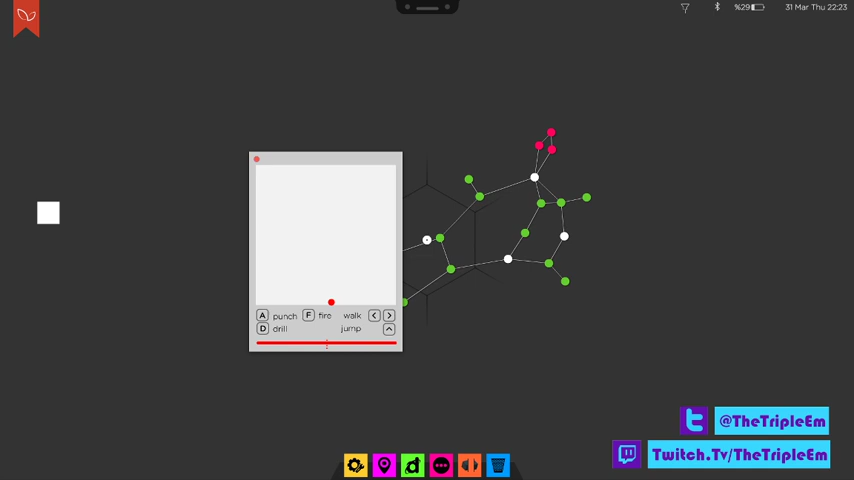 %29
31 Mar Thu 22:23
A punch F fire walk < >
D drill jump ^
d
@TheTripleEm
Twitch.Tv/TheTripleEm